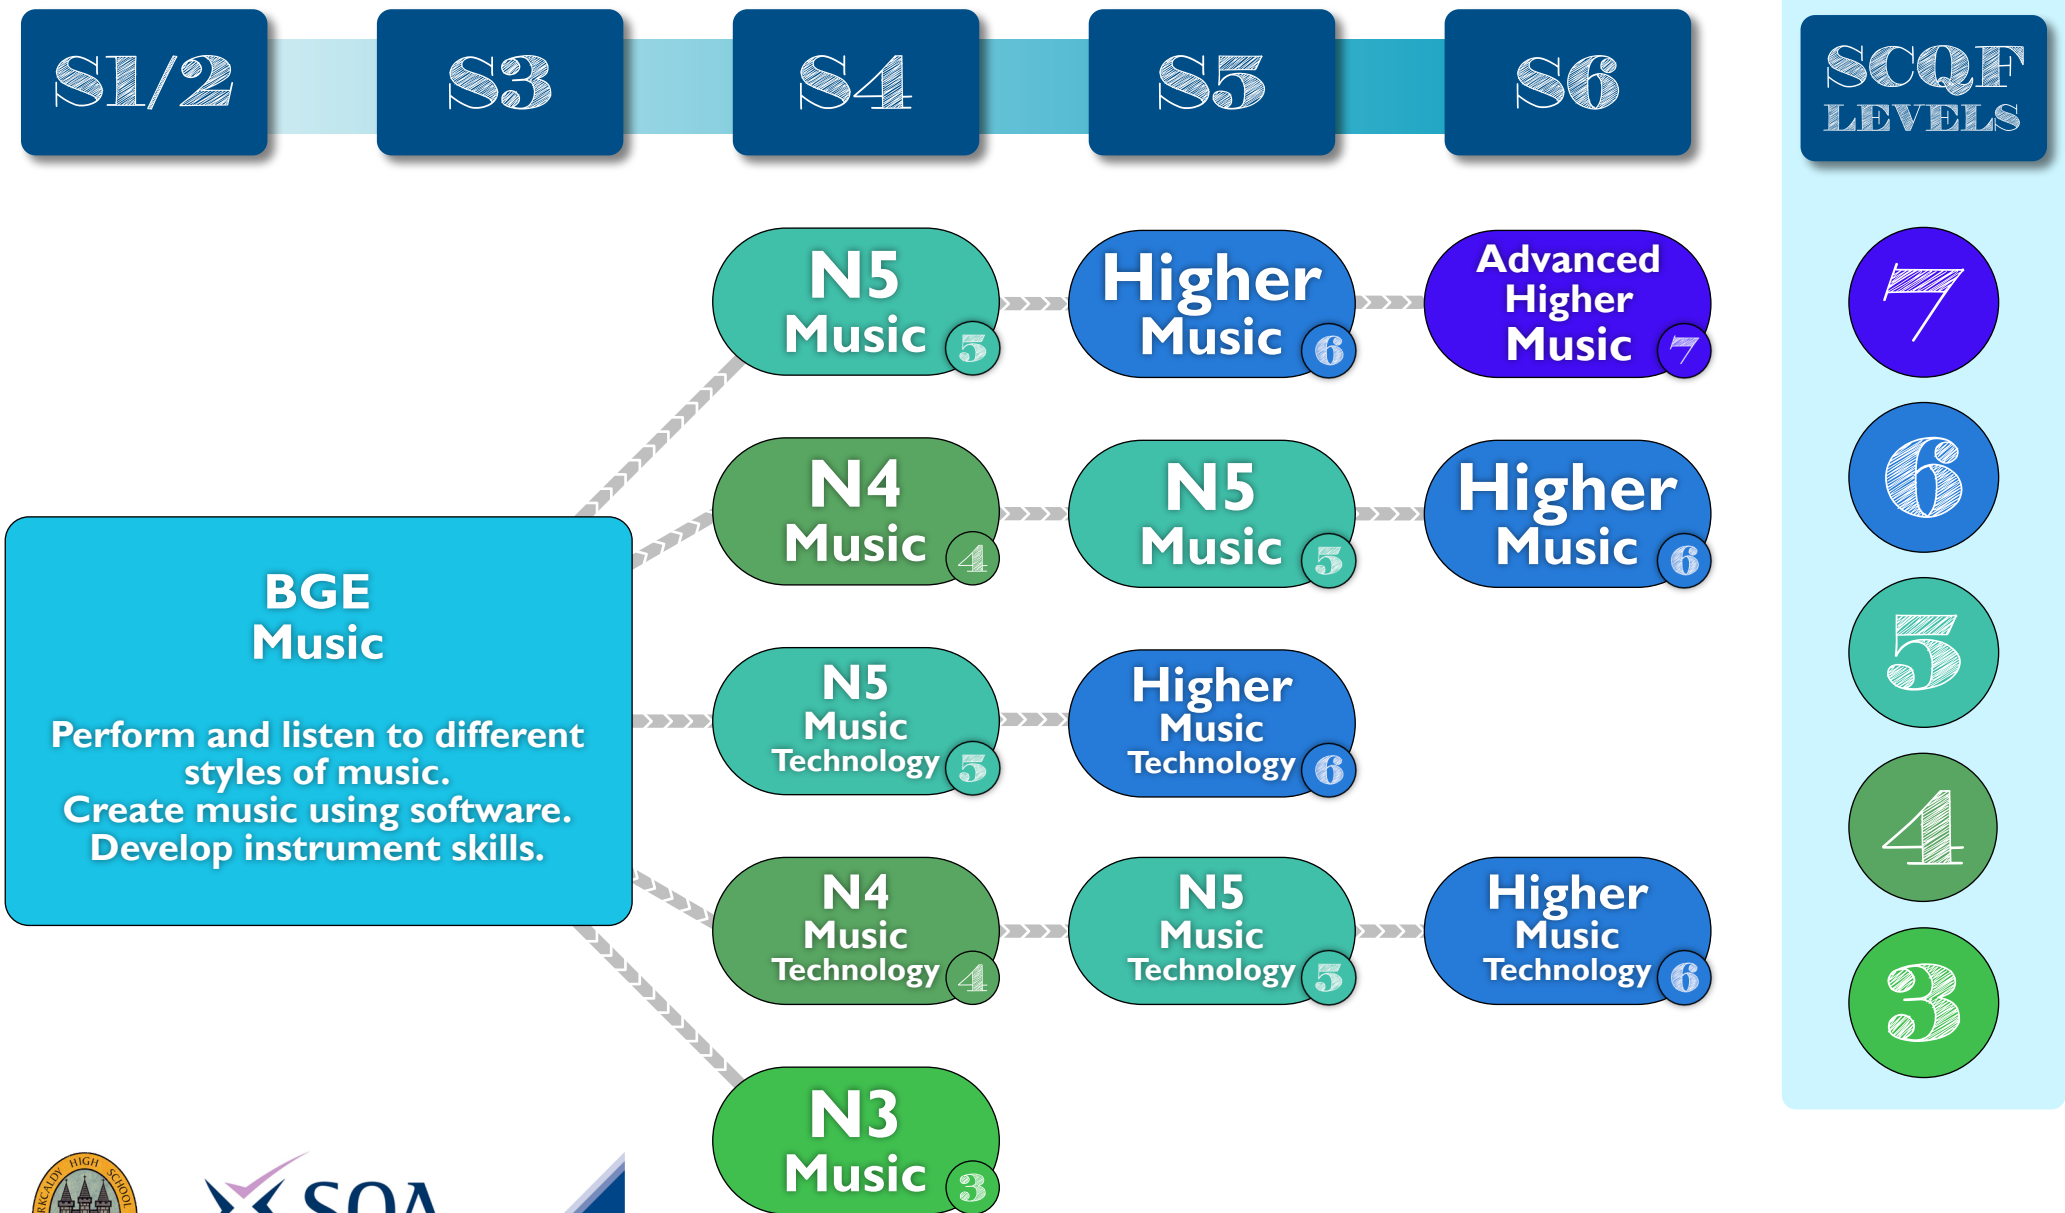 S1/2
S3
S4
S5
S6
SCQF
LEVELS
N5
Music
5
Higher
Music
6
Advanced
Higher
Music
7
N4
Music
4
N5
Music
5
Higher
Music
6
BGE
Music
Perform and listen to different
styles of music.
Create music using software.
Develop instrument skills.
N5
Music
Technology
5
Higher
Music
Technology
6
N4
Music
Technology
4
N5
Music
Technology
5
Higher
Music
Technology
6
N3
Music
3
7
6
5
4
3
HIGH SCHOOL
SQA